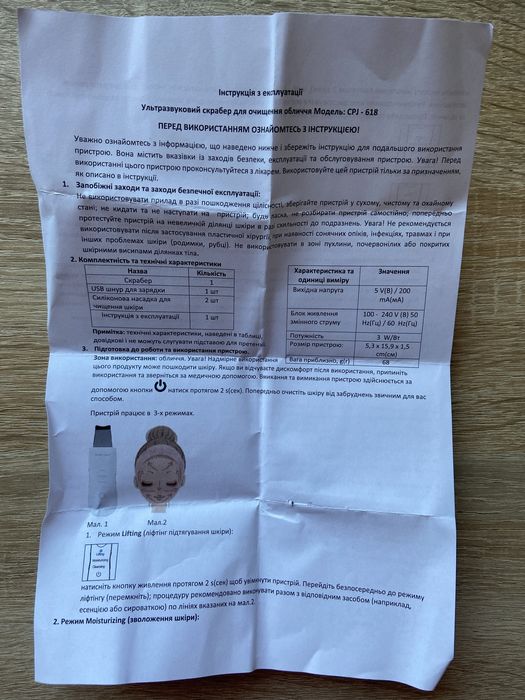 Інструкція з експлуатації
Ультразвуковий скрабер для очищення обличчя Модель: CPJ - 618
ПЕРЕД ВИКОРИСТАННЯМ ОЗНАЙОМТЕСЬ З ІНСТРУКЦІЄЮ!
Уважно ознайомтесь з інформацією, що наведено нижче і збережіть інструкцію для подальшого використання
пристрою. Вона містить вказівки із заходів безпеки, експлуатації та обслуговування пристрою. Увага! Перед
використанні цього пристрою проконсультуйтеся з лікарем. Використовуйте цей пристрій тільки за призначенням,
як описано в інструкції.
1. Запобіжні заходи та заходи безпечної експлуатації:
Не використовувати прилад в разі пошкодження цілісності, зберігайте пристрій у сухому, чистому та охайному
стані; не кидати та не наступати на пристрій; будь ласка, не розбирати пристрій самостійно; попередньо
протестуйте пристрій на невеличкій ділянці шкіри в разі схильності до подразнень. Увага! Не рекомендується
використовувати після застосування пластичної хірургії, при наявності сонячних опіків, інфекціях, травмах і при
інших проблемах шкіри (родимки, рубці). Не використовувати в зоні пухлини, почервонілих або покритих
шкірними висипами ділянках тіла.
2. Комплектність та технічні характеристики
Назва Кількість
Скрабер 1
USB шнур для зарядки 1 шт
Силіконова насадка для чищення шкіри 2 шт
Інструкція з експлуатації 1 шт
Характеристика та одиниці виміру Значення
Вихідна напруга 5 V(В) / 200 mA(мА)
Блок живлення змінного струму 100 - 240 V (В) 50 Hz(Гц) / 60 Hz(Гц)
Потужність 3 W/Вт
Розмір пристрою: 5,3 x 15,9 x 1,5 cm(см)
Вага приблизно, g(г) 68
Примітка: технічні характеристики, наведені в таблиці,
довідкові і не можуть слугувати підставою для претензій.
3. Підготовка до роботи та використання пристрою.
Зона використання: обличчя. Увага! Надмірне використання
цього продукту може пошкодити шкіру. Якщо ви відчуваєте дискомфорт після використання, припиніть
використання та зверніться за медичною допомогою. Вмикання та вимикання пристрою здійснюється за
допомогою кнопки натиск протягом 2 s(сек). Попередньо очистіть шкіру від забруднень звичним для вас
способом.
Пристрій працює в 3-х режимах.
Мал. 1 Мал.2
1. Режим Lifting (ліфтинг підтягування шкіри):
Lifting
Moisturizing
Cleansing
натисніть кнопку живлення протягом 2 s(сек) щоб увімкнути пристрій. Перейдіть безпосередньо до режиму
ліфтінгу (перемкніть); процедуру рекомендовано виконувати разом з відповідним засобом (наприклад,
есенцією або сироваткою) по лініях вказаних на мал.2
2. Режим Moisturizing (зволоження шкіри):